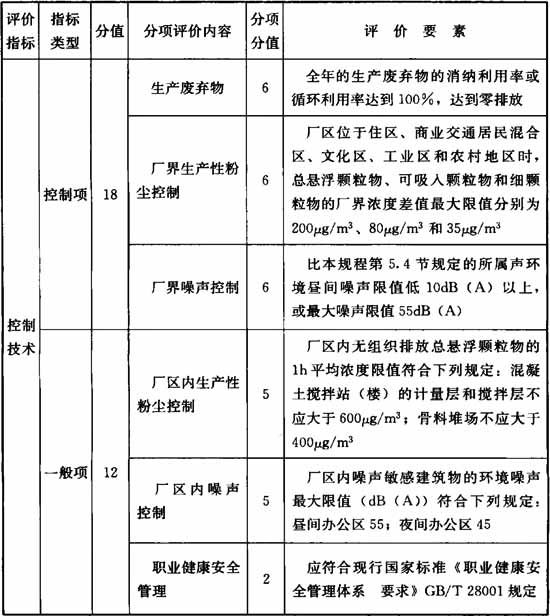 评价指标 指标类型 分值 分项评价内容 分项分值 评价要素
控制技术
控制项 18
生产废弃物 6
全年的生产废弃物的消纳利用率或
循环利用率达到100%，达到零排放
厂界生产性粉
尘控制 6
厂区位于住区、商业交通居民混合
区、文化区、工业区和农村地区时，
总悬浮颗粒物、可吸入颗粒物和细颗
粒物的厂界浓度差值最大限值分别为
200μg/m³、80μg/m³和35μg/m³
厂界噪声控制 6
比本规程第5.4节规定的所属声环
境昼间噪声限值低10dB（A）以上，
或最大噪声限值55dB（A）
一般项 12
厂区内生产性
粉尘控制 5
厂区内无组织排放总悬浮颗粒物的
1h平均浓度限值符合下列规定：混凝
土搅拌站（楼）的计量层和搅拌层不
应大于600μg/m³；骨料堆场不应大于
400μg/m³
厂区内噪声
控制 5
厂区内噪声敏感建筑物的环境噪声
最大限值（dB（A））符合下列规定：
昼间办公区55；夜间办公区45
职业健康安全
管理 2
应符合现行国家标准《职业健康安
全管理体系 要求》GB/T 28001规定